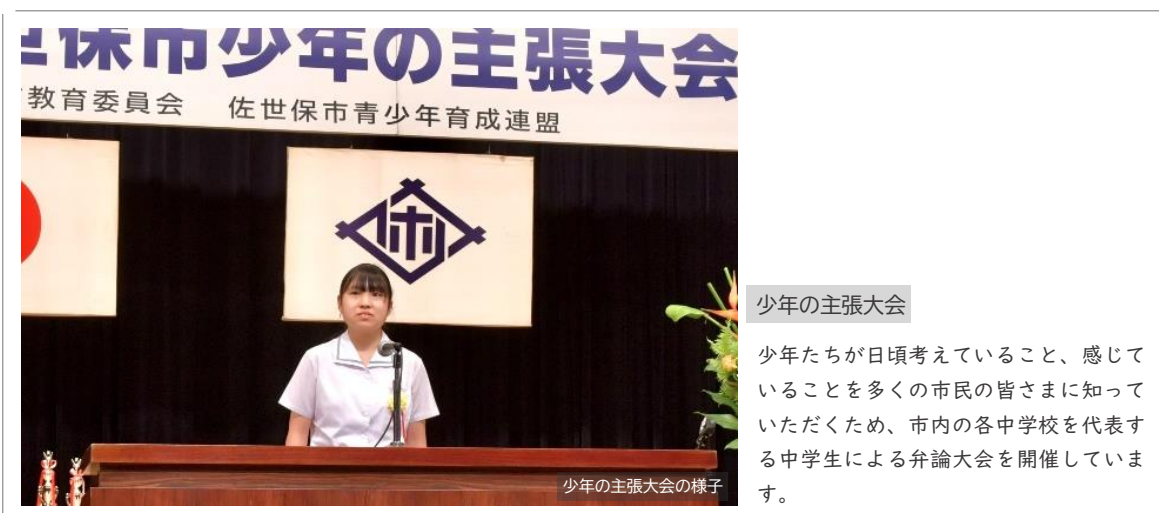 世保市少年の主張大会
教育委員会　佐世保市青少年育成連盟
少年の主張大会の様子
少年の主張大会
少年たちが日頃考えていること、感じて
いることを多くの市民の皆さまに知って
いただくため、市内の各中学校を代表す
る中学生による弁論大会を開催していま
す。